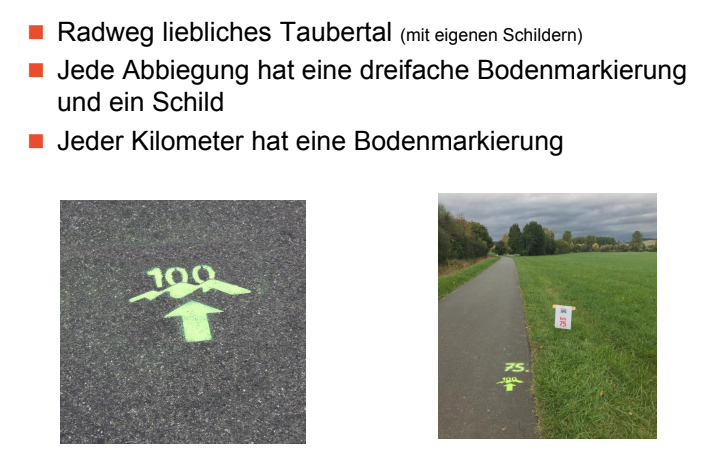 Radweg liebliches Taubertal (mit eigenen Schildern)
Jede Abbiegung hat eine dreifache Bodenmarkierung
und ein Schild
Jeder Kilometer hat eine Bodenmarkierung
100
75.
100
75